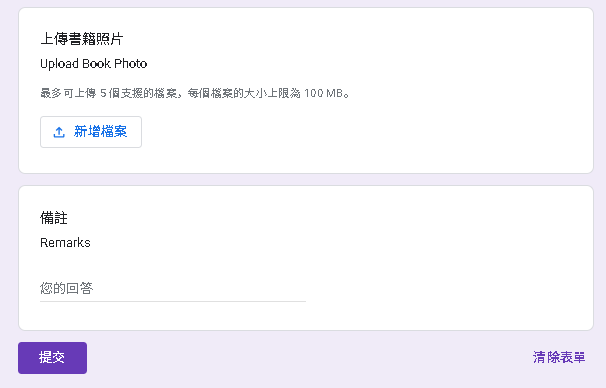 上傳書籍照片
Upload Book Photo
最多可上傳 5 個支援的檔案，每個檔案的大小上限為 100 MB。
新增檔案
備註
Remarks
您的回答
提交
清除表單